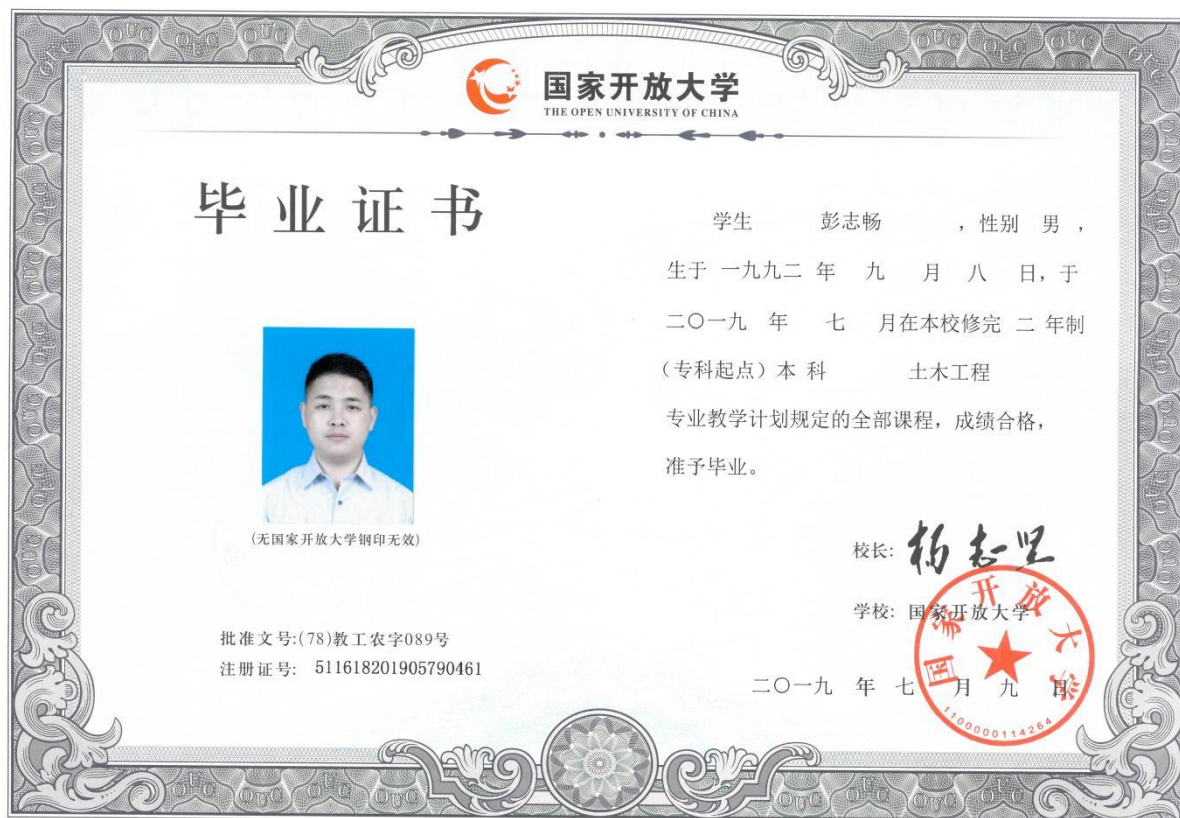 国家开放大学
THE OPEN UNIVERSITY OF CHINA
毕业证书
学生 彭志畅 ,性别 男 ,
生于 一九九二 年 九 月 八 日,于
二〇一九 年 七 月在本校修完 二 年制
（专科起点）本 科 土木工程
专业教学计划规定的全部课程，成绩合格，
准予毕业。
(无国家开放大学钢印无效)
批准文号:(78)教工农字089号
注册证号: 511618201905790461
校长: 杨志坚
学校: 国家开放大学
二〇一九 年 七 月 九 日
国家开放大学
1100000114264